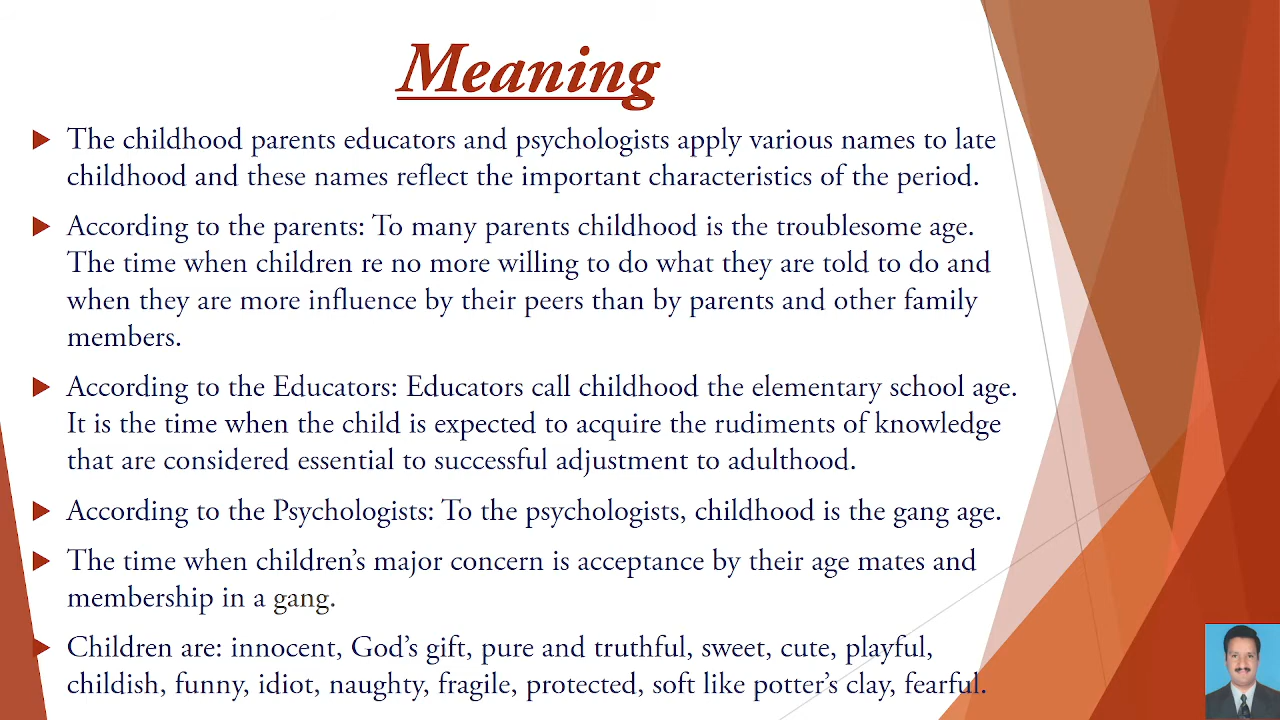 Meaning
The childhood parents educators and psychologists apply various names to late
childhood and these names reflect the important characteristics of the period.
According to the parents: To many parents childhood is the troublesome age.
The time when children re no more willing to do what they are told to do and
when they are more influence by their peers than by parents and other family
members.
According to the Educators: Educators call childhood the elementary school age.
It is the time when the child is expected to acquire the rudiments of knowledge
that are considered essential to successful adjustment to adulthood.
According to the Psychologists: To the psychologists, childhood is the gang age.
The time when children’s major concern is acceptance by their age mates and
membership in a gang.
Children are: innocent, God’s gift, pure and truthful, sweet, cute, playful,
childish, funny, idiot, naughty, fragile, protected, soft like potter’s clay, fearful.